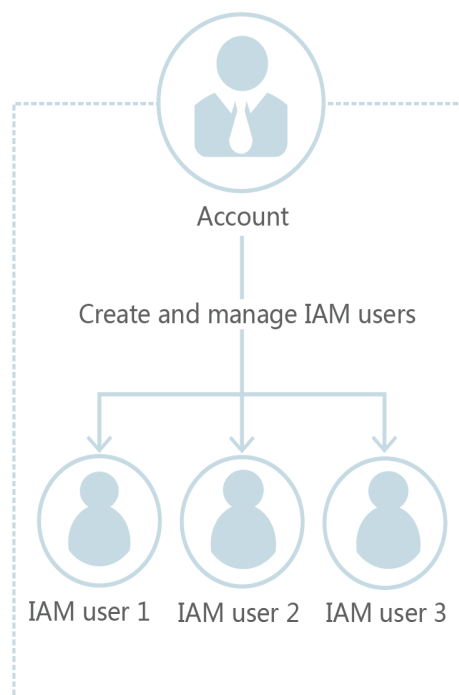 Account
Create and manage IAM users
IAM user 1
IAM user 2
IAM user 3